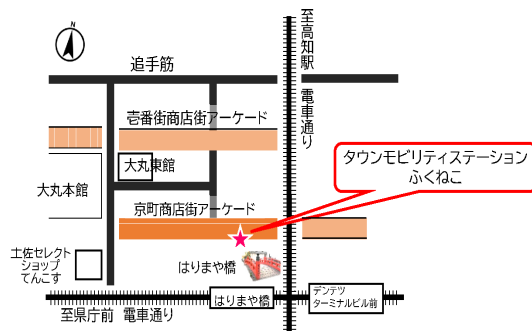 N
至高知駅
電車通り
追手筋
壱番街商店街アーケード
タウンモビリティステーション
ふくねこ
大丸東館
大丸本館
京町商店街アーケード
土佐セレクト
ショップ
てんこす
はりまや橋
デンテツ
ターミナルビル前
はりまや橋
至県庁前 電車通り